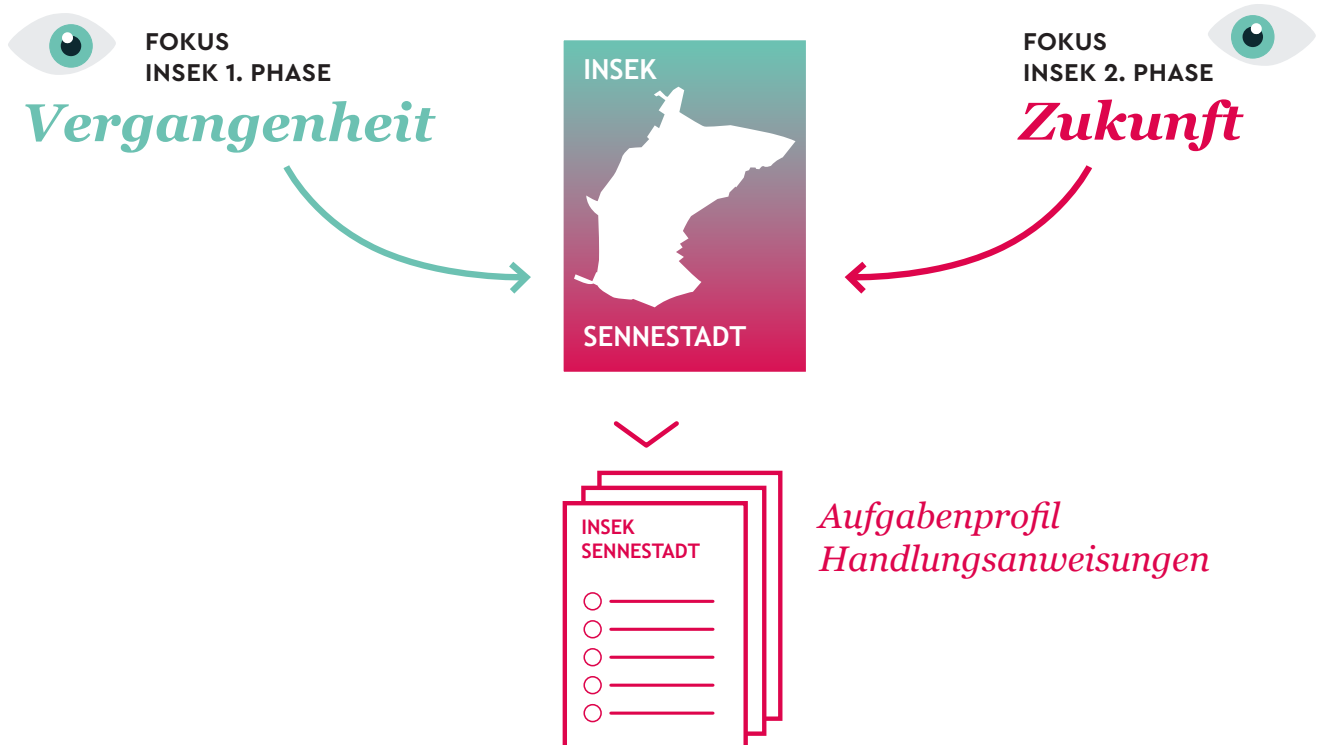 FOKUS
INSEK 1. PHASE
Vergangenheit
INSEK
SENNESTADT
FOKUS
INSEK 2. PHASE
Zukunft
INSEK
SENNESTADT
Aufgabenprofil
Handlungsanweisungen